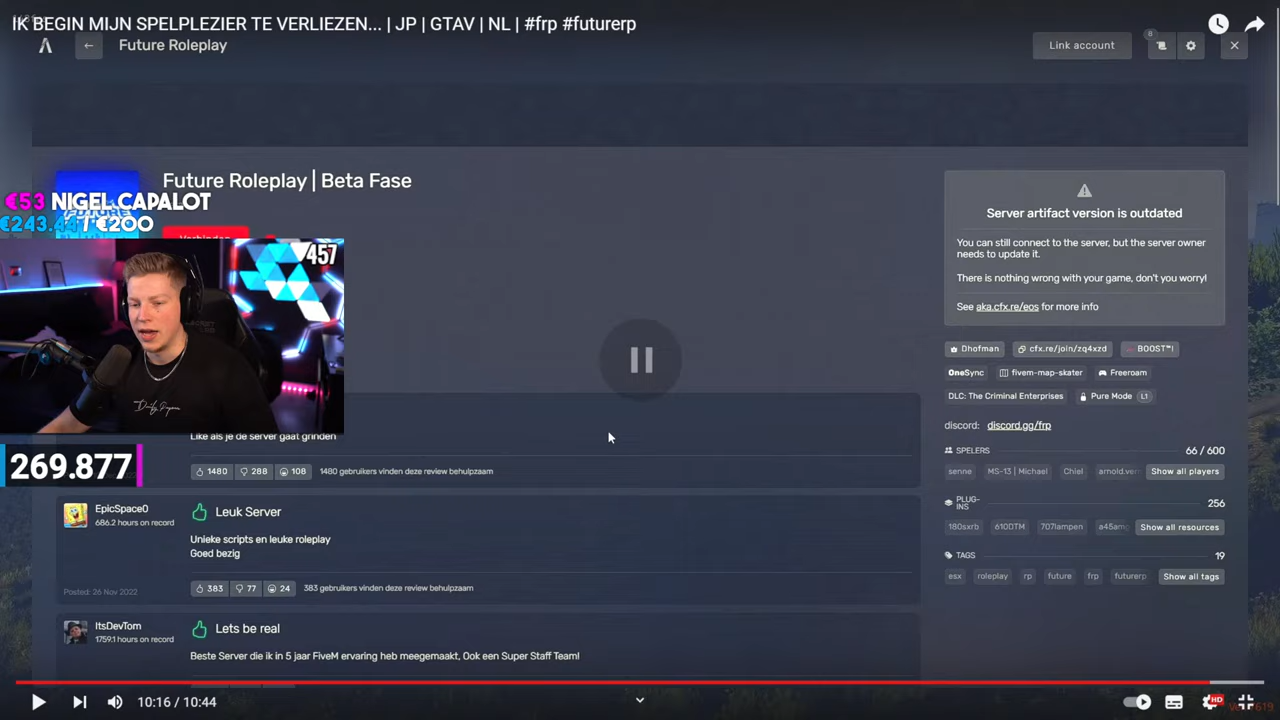 IK BEGIN MIJN SPELPLEZIER TE VERLIEZEN... | JP | GTAV | NL | #frp #futurerp
Future Roleplay
Link account
8
Future Roleplay | Beta Fase
€53 NIGEL CAPALOT
€243.44 / €200
FUTURE
Verbinden
457
269.877
Like als je de server gaat grinden
1480
288
108
1480 gebruikers vinden deze review behulpzaam
EpicSpace0
686.2 hours on record
Leuk Server
Unieke scripts en leuke roleplay
Goed bezig
383
77
24
383 gebruikers vinden deze review behulpzaam
Posted: 26 Nov 2022
ItsDevTom
1759.1 hours on record
Lets be real
Beste Server die ik in 5 jaar FiveM ervaring heb meegemaakt, Ook een Super Staff Team!
Server artifact version is outdated
You can still connect to the server, but the server owner
needs to update it.
There is nothing wrong with your game, don't you worry!
See aka.cfx.re/eos for more info
Dhofman
cfx.re/join/zq4xzd
BOOST™!
OneSync
fivem-map-skater
Freeroam
DLC: The Criminal Enterprises
Pure Mode L1
discord: discord.gg/frp
SPELERS
66 / 600
senne
MS-13 | Michael
Chiel
arnold.ver
Show all players
PLUG-
INS
256
180sxrb
610DTM
707lampen
a45amg
Show all resources
TAGS
19
esx
roleplay
rp
future
frp
futurerp
Show all tags
10:16 / 10:44
HD